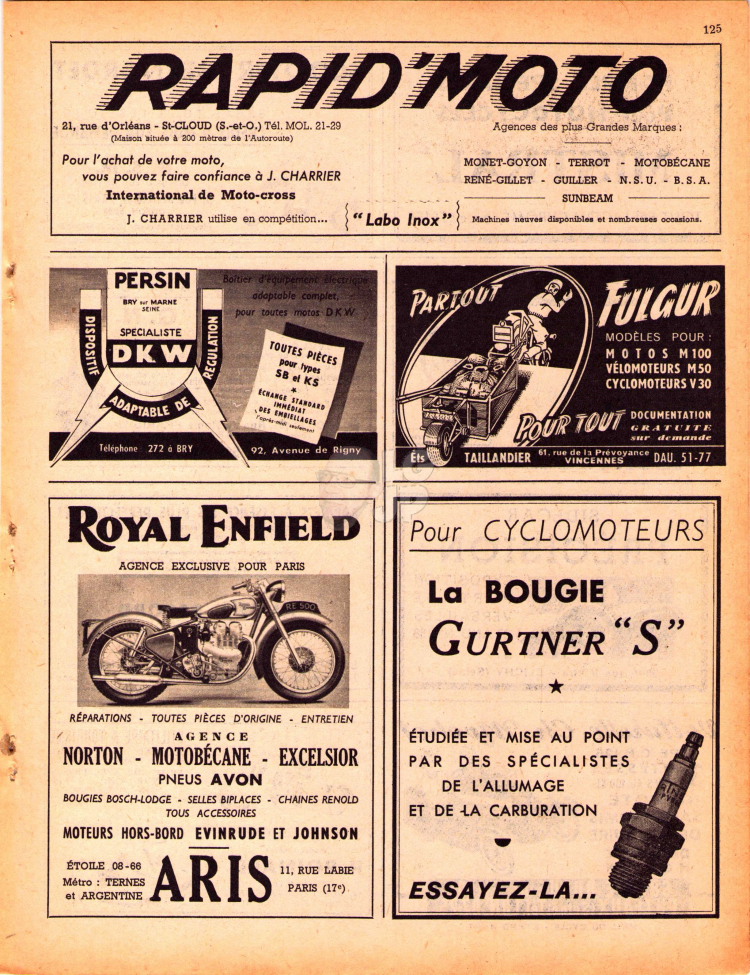 125
RAPID'MOTO
21, rue d'Orléans - St-CLOUD (S.-et-O.) Tél. MOL. 21-29
(Maison située à 200 mètres de l'Autoroute)
Pour l'achat de votre moto,
vous pouvez faire confiance à J. CHARRIER
International de Moto-cross
J. CHARRIER utilise en compétition...
"Labo Inox"
Agences des plus Grandes Marques :
MONET-GOYON - TERROT - MOTOBÉCANE
RENÉ-GILLET - GUILLER - N.S.U. - B.S.A.
SUNBEAM
Machines neuves disponibles et nombreuses occasions.
PERSIN
BRY sur MARNE
SEINE
SPECIALISTE
DKW
DISPOSITIF
REGULATION
ADAPTABLE DE
Boîtier d'équipement électrique
adaptable complet,
pour toutes motos DKW
TOUTES PIÈCES
pour types
SB et KS
ÉCHANGE STANDARD
IMMÉDIAT
DES EMBIELLAGES
l'après-midi seulement
Téléphone 272 à BRY
92, Avenue de Rigny
PARTOUT
POUR TOUT
FULGUR
MODÈLES POUR :
MOTOS M100
VÉLOMOTEURS M50
CYCLOMOTEURS V30
DOCUMENTATION
GRATUITE
sur demande
Éts TAILLANDIER 61, rue de la Prévoyance
VINCENNES DAU. 51-77
ROYAL ENFIELD
AGENCE EXCLUSIVE POUR PARIS
RE 500
RÉPARATIONS - TOUTES PIÈCES D'ORIGINE - ENTRETIEN
AGENCE
NORTON - MOTOBÉCANE - EXCELSIOR
PNEUS AVON
BOUGIES BOSCH-LODGE - SELLES BIPLACES - CHAINES RENOLD
TOUS ACCESSOIRES
MOTEURS HORS-BORD EVINRUDE ET JOHNSON
ÉTOILE 08-66
Métro : TERNES
et ARGENTINE
ARIS
11, RUE LABIE
PARIS (17e)
Pour CYCLOMOTEURS
La BOUGIE
GURTNER "S"
ÉTUDIÉE ET MISE AU POINT
PAR DES SPÉCIALISTES
DE L'ALLUMAGE
ET DE LA CARBURATION
ESSAYEZ-LA...